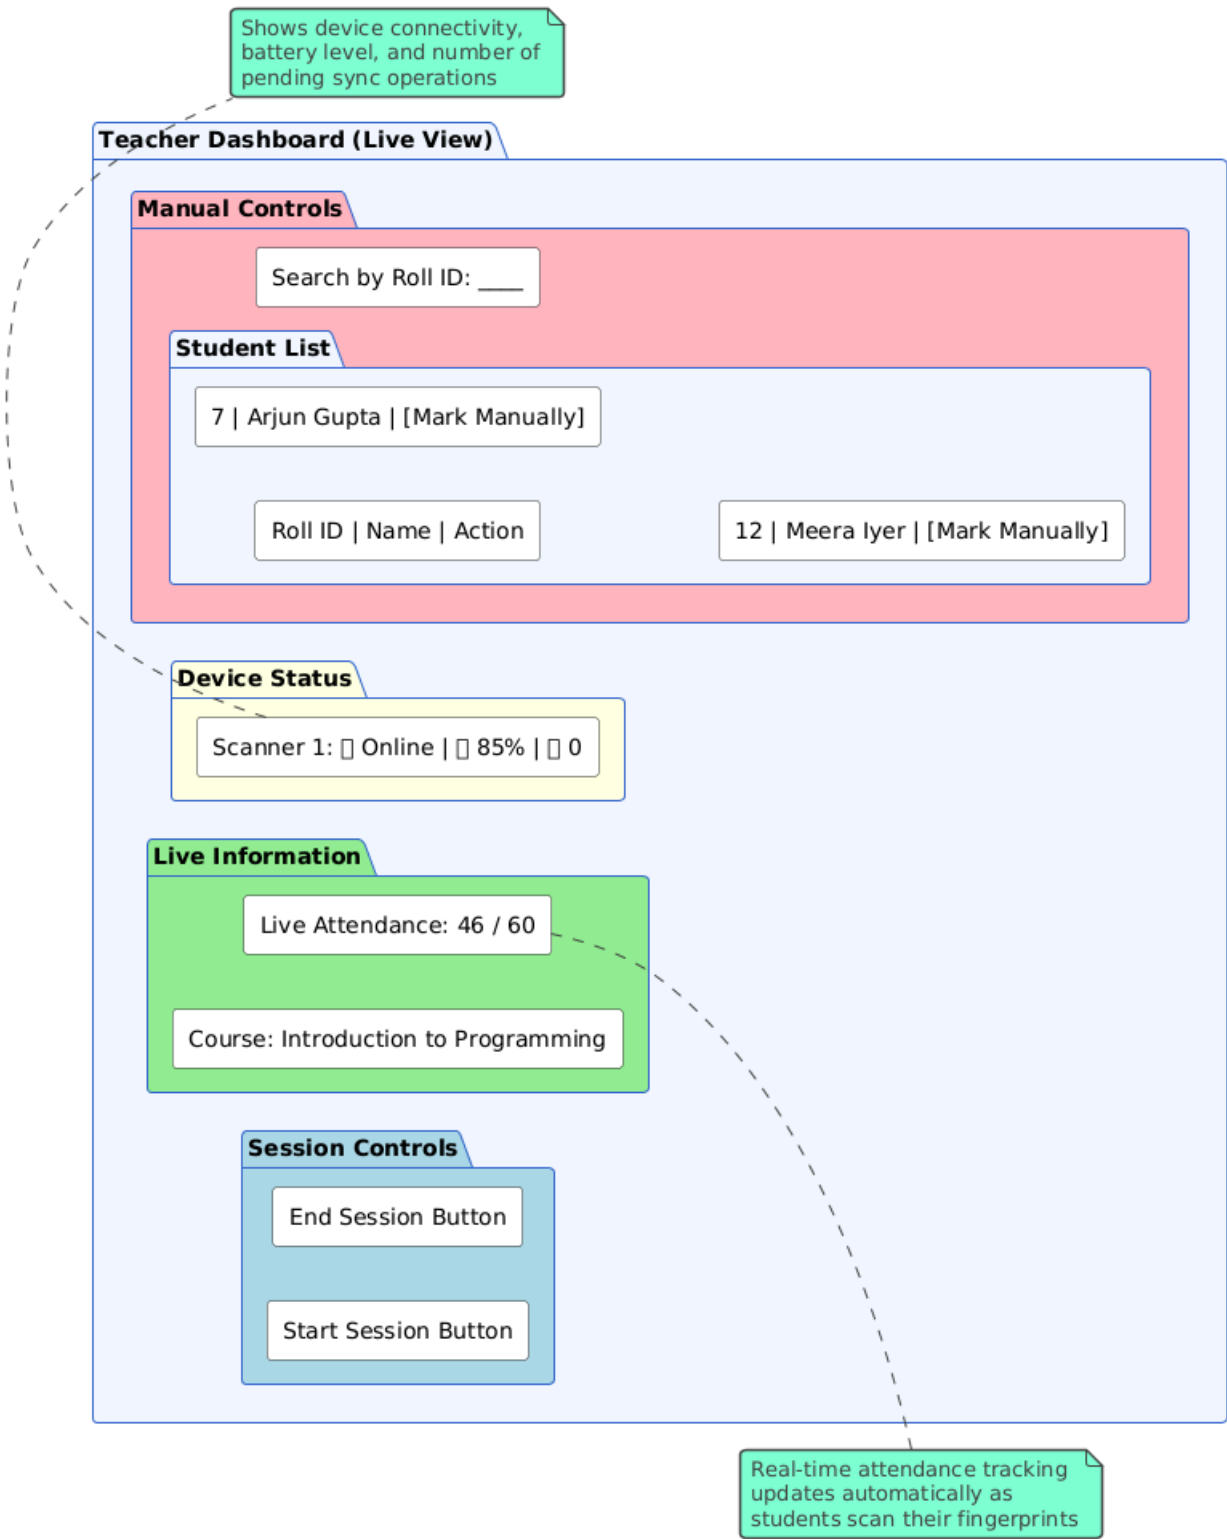 Shows device connectivity,
battery level, and number of
pending sync operations
Teacher Dashboard (Live View)
Manual Controls
Search by Roll ID: ____
Student List
7 | Arjun Gupta | [Mark Manually]
Roll ID | Name | Action
12 | Meera Iyer | [Mark Manually]
Device Status
Scanner 1: ▯ Online | ▯ 85% | ▯ 0
Live Information
Live Attendance: 46 / 60
Course: Introduction to Programming
Session Controls
End Session Button
Start Session Button
Real-time attendance tracking
updates automatically as
students scan their fingerprints